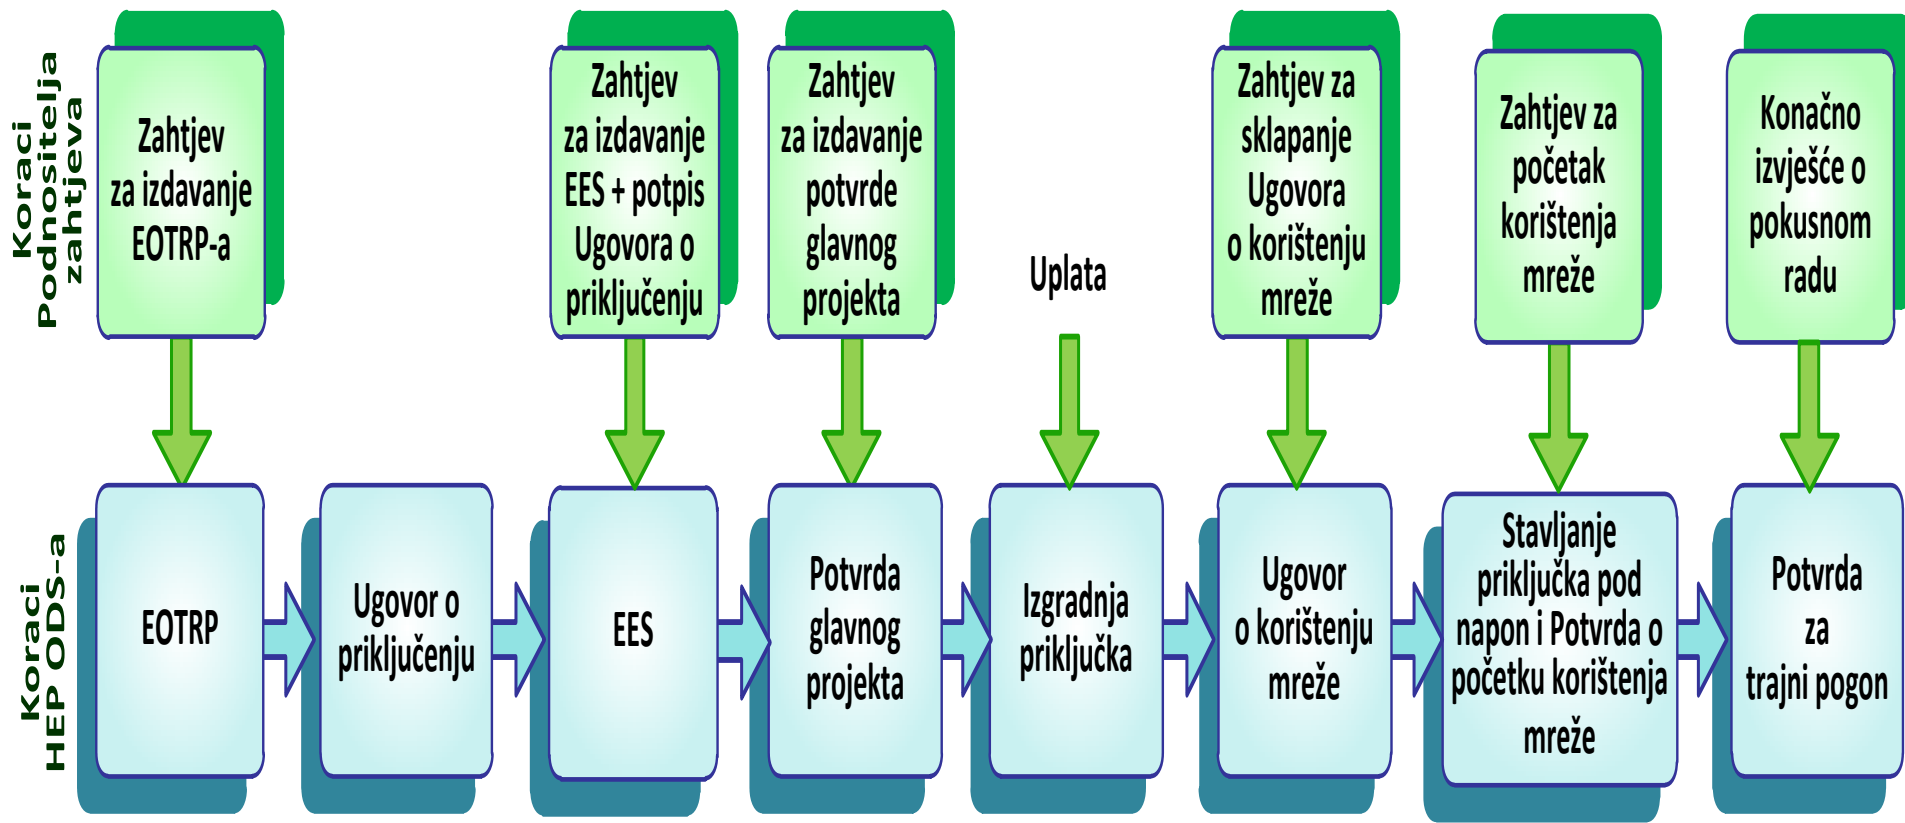 Koraci
Podnositelja
zahtjeva
Zahtjev
za izdavanje
EOTRP-a
Zahtjev
za izdavanje
EES + potpis
Ugovora o
priključenju
Zahtjev
za izdavanje
potvrde
glavnog
projekta
Uplata
Zahtjev za
sklapanje
Ugovora
o korištenju
mreže
Zahtjev za
početak
korištenja
mreže
Konačno
izvješće o
pokusnom
radu
Koraci
HEP ODS-a
EOTRP
Ugovor o
priključenju
EES
Potvrda
glavnog
projekta
Izgradnja
priključka
Ugovor
o korištenju
mreže
Stavljanje
priključka pod
napon i Potvrda o
početku korištenja
mreže
Potvrda
za
trajni pogon